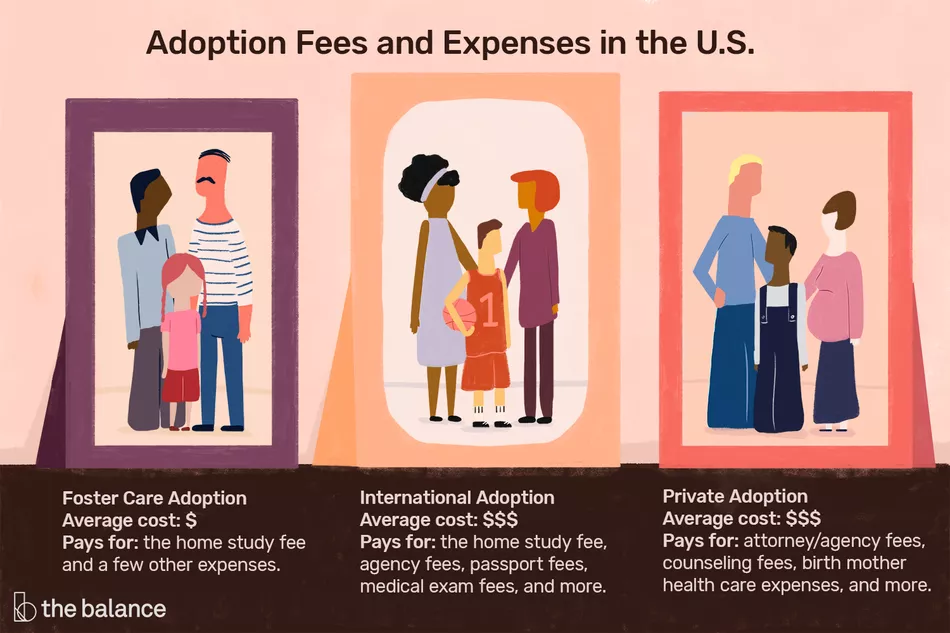 Adoption Fees and Expenses in the U.S.
1
Foster Care Adoption
Average cost: $
Pays for: the home study fee
and a few other expenses.
International Adoption
Average cost: $$$
Pays for: the home study fee,
agency fees, passport fees,
medical exam fees, and more.
Private Adoption
Average cost: $$$
Pays for: attorney/agency fees,
counseling fees, birth mother
health care expenses, and more.
the balance